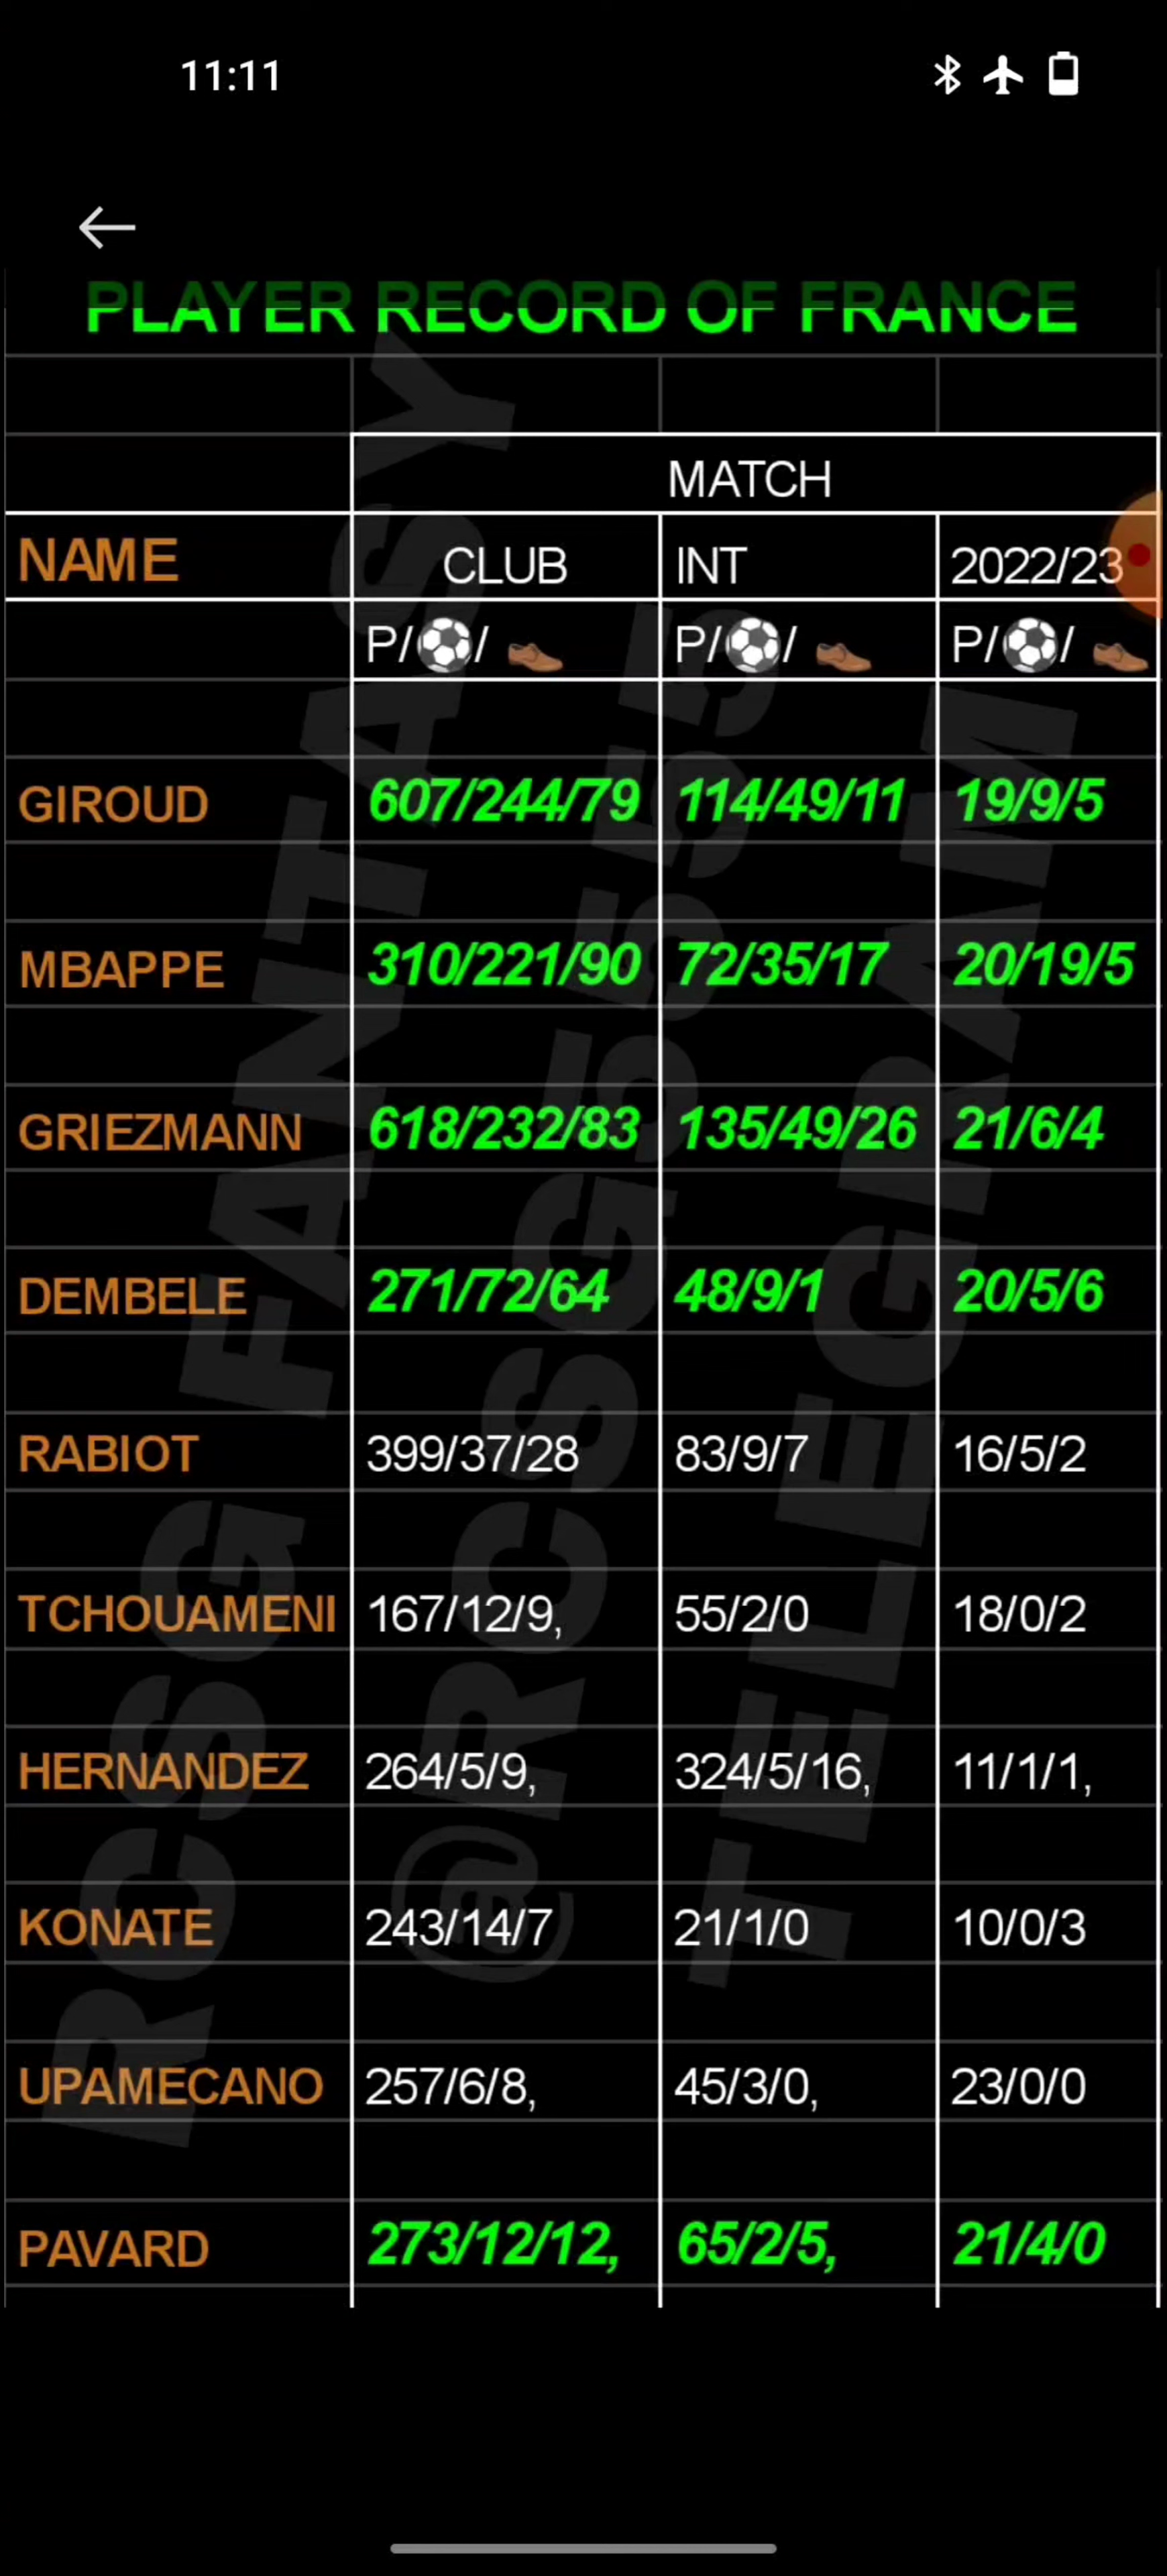 11:11
PLAYER RECORD OF FRANCE
MATCH
NAME CLUB INT 2022/23
P/⚽/ 👞 P/⚽/ 👞 P/⚽/ 👞
GIROUD 607/244/79 114/49/11 19/9/5
MBAPPE 310/221/90 72/35/17 20/19/5
GRIEZMANN 618/232/83 135/49/26 21/6/4
DEMBELE 271/72/64 48/9/1 20/5/6
RABIOT 399/37/28 83/9/7 16/5/2
TCHOUAMENI 167/12/9, 55/2/0 18/0/2
HERNANDEZ 264/5/9, 324/5/16, 11/1/1,
KONATE 243/14/7 21/1/0 10/0/3
UPAMECANO 257/6/8, 45/3/0, 23/0/0
PAVARD 273/12/12, 65/2/5, 21/4/0
RCSG FANTASY
@RCSG5555
TELEGRAM